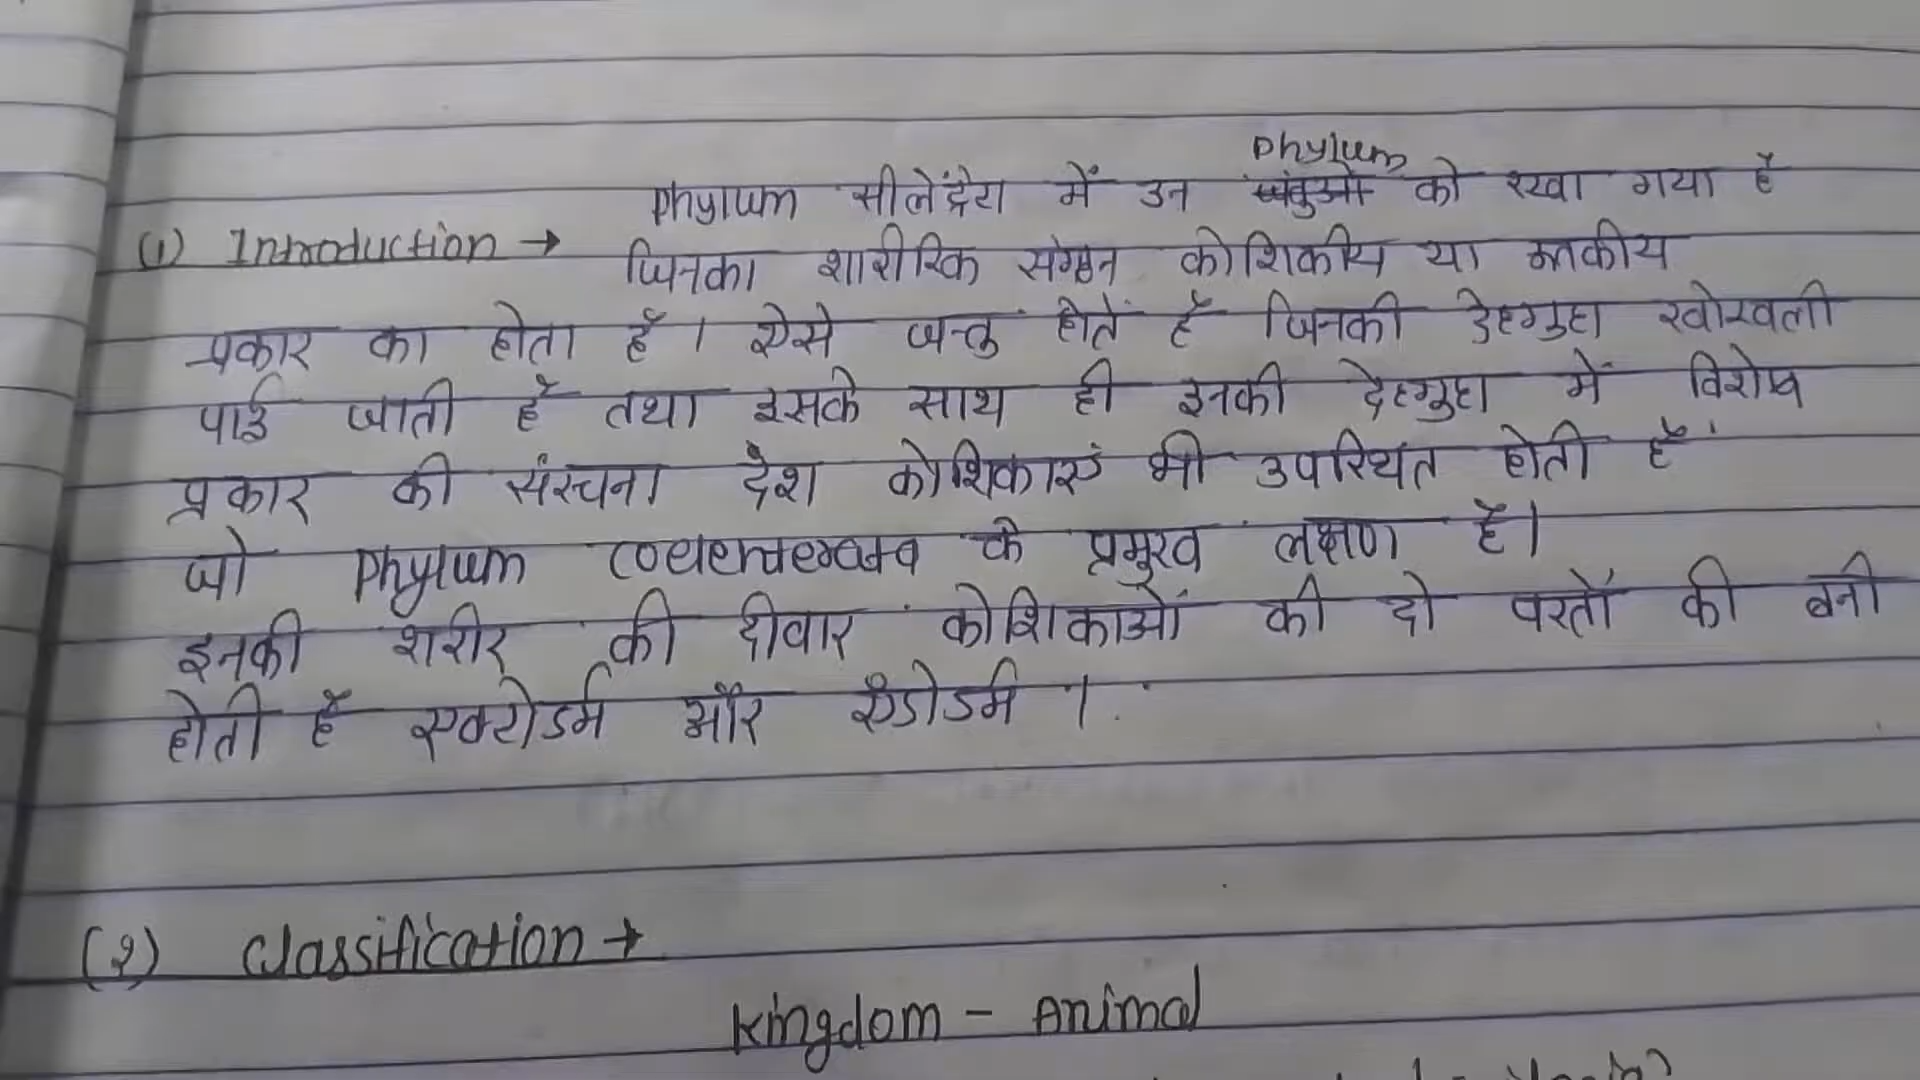 Phylum
Phylum सीलेंट्रेटा में उन जंतुओं को रखा गया है
(1) Introduction →
जिनका शारीरिक संगठन कोशिकीय या ऊतकीय
प्रकार का होता है । ऐसे जन्तु होते हैं जिनकी देहगुहा खोखली
पाई जाती है तथा इसके साथ ही इनकी देहगुहा में विशेष
प्रकार की संरचना देश कोशिकाएं भी उपस्थित होती हैं
जो Phylum coelenterata के प्रमुख लक्षण हैं।
इनकी शरीर की दीवार कोशिकाओं की दो परतों की बनी
होती है एक्टोडर्म और एंडोडर्म ।
(2) Classification →
Kingdom - Animal